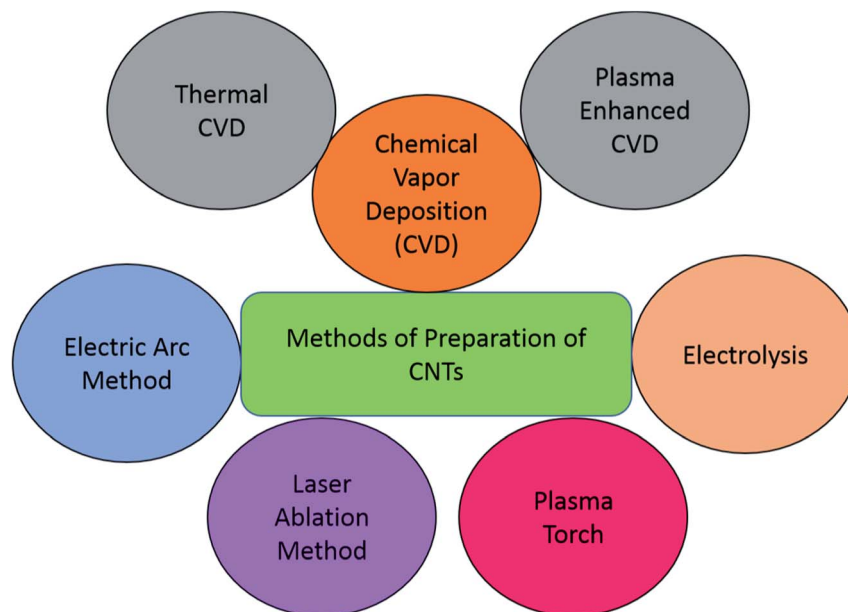 Thermal
CVD
Plasma
Enhanced
CVD
Chemical
Vapor
Deposition
(CVD)
Electric Arc
Method
Methods of Preparation of
CNTs
Electrolysis
Laser
Ablation
Method
Plasma
Torch